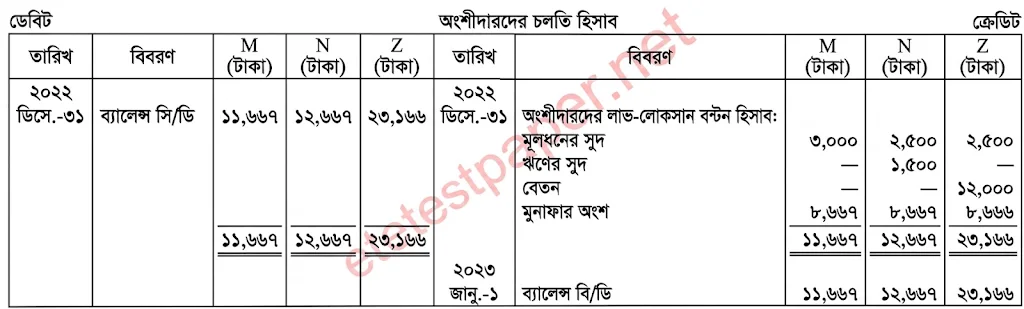 ডেবিট অংশীদারদের চলতি হিসাব ক্রেডিট
তারিখ বিবরণ M (টাকা) N (টাকা) Z (টাকা) তারিখ বিবরণ M (টাকা) N (টাকা) Z (টাকা)
২০২২ ২০২২
ডিসে.-৩১ ব্যালেন্স সি/ডি ১১,৬৬৭ ১২,৬৬৭ ২৩,১৬৬ ডিসে.-৩১ অংশীদারদের লাভ-লোকসান বন্টন হিসাব:
মূলধনের সুদ ৩,০০০ ২,৫০০ ২,৫০০
ঋণের সুদ — ১,৫০০ —
বেতন — — ১২,০০০
মুনাফার অংশ ৮,৬৬৭ ৮,৬৬৭ ৮,৬৬৬
১১,৬৬৭ ১২,৬৬৭ ২৩,১৬৬ ১১,৬৬৭ ১২,৬৬৭ ২৩,১৬৬
২০২৩
জানু.-১ ব্যালেন্স বি/ডি ১১,৬৬৭ ১২,৬৬৭ ২৩,১৬৬
etetestpaper.net